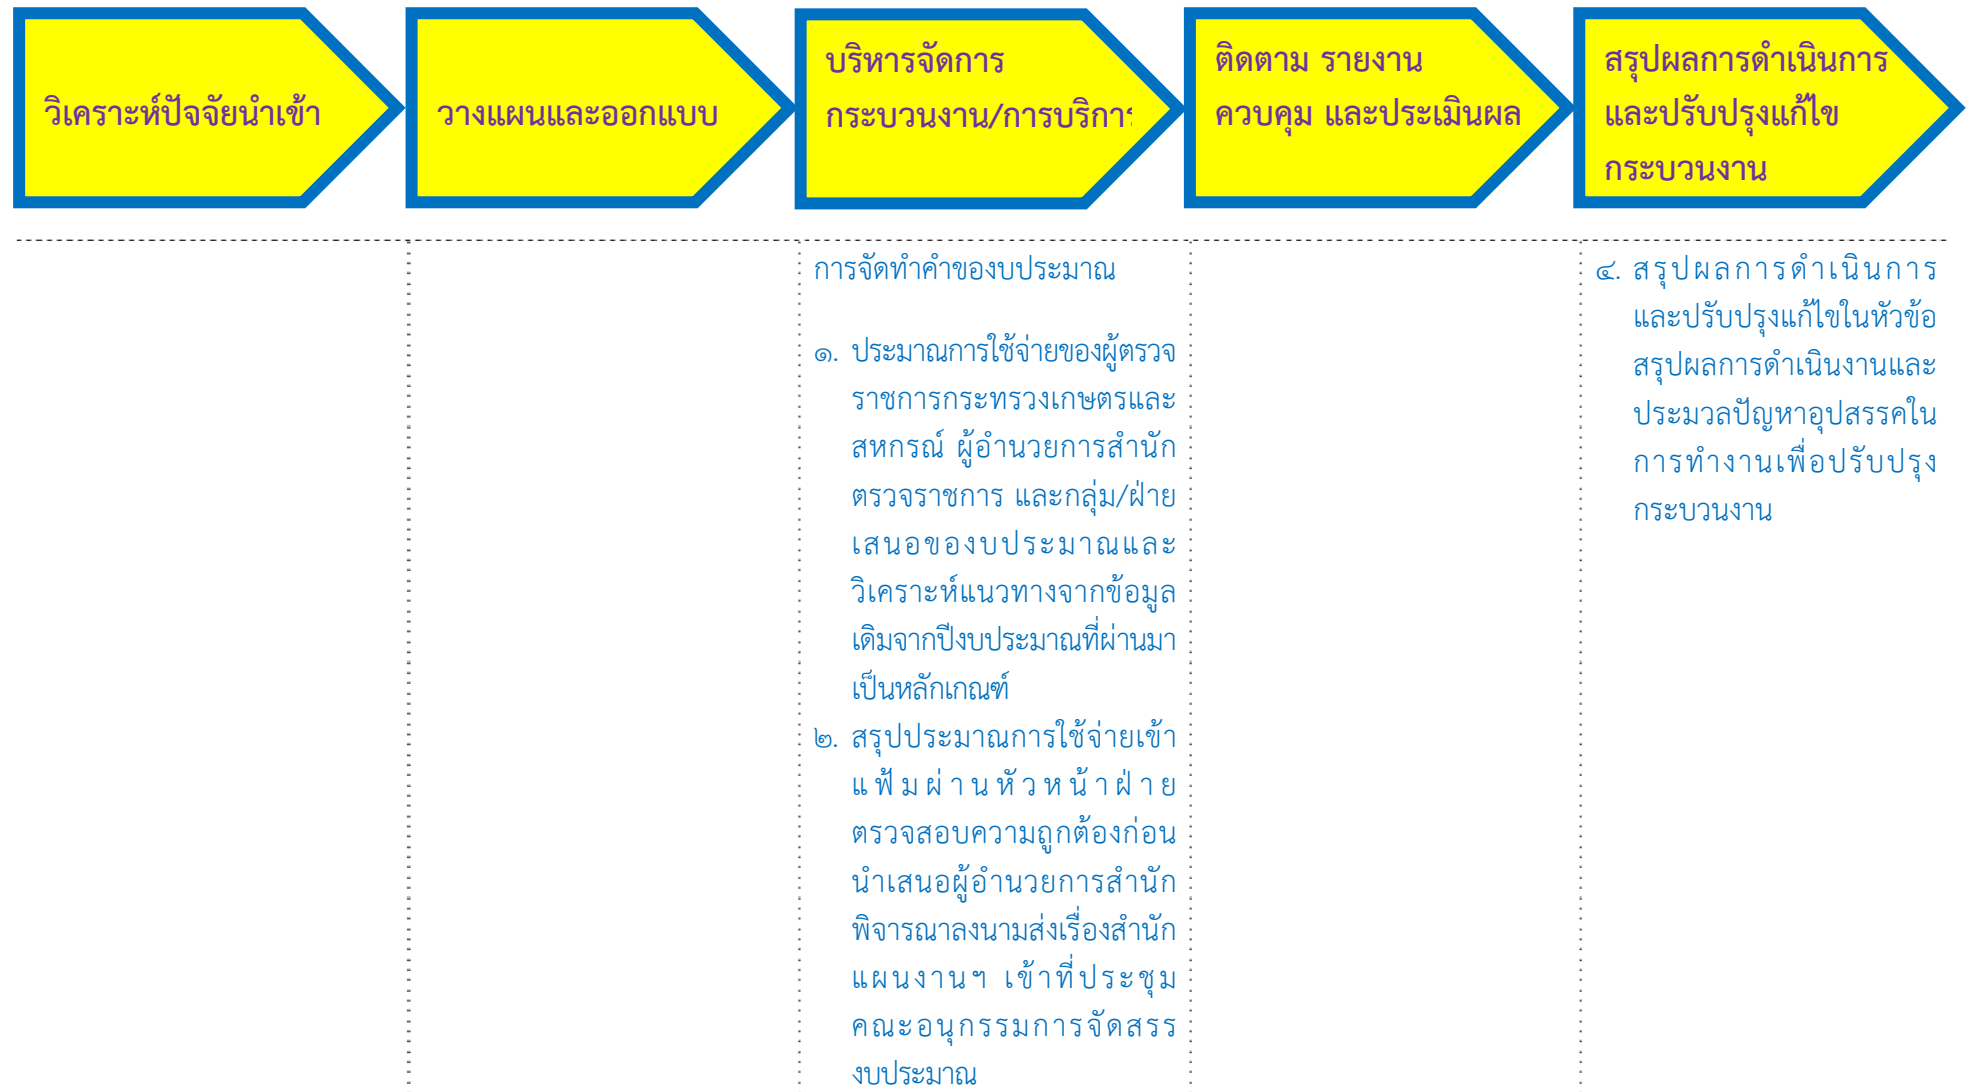 วิเคราะห์ปัจจัยนำเข้า
วางแผนและออกแบบ
บริหารจัดการ
กระบวนงาน/การบริการ
ติดตาม รายงาน
ควบคุม และประเมินผล
สรุปผลการดำเนินการ
และปรับปรุงแก้ไข
กระบวนงาน
การจัดทำคำของบประมาณ
๑. ประมาณการใช้จ่ายของผู้ตรวจ
ราชการกระทรวงเกษตรและ
สหกรณ์ ผู้อำนวยการสำนัก
ตรวจราชการ และกลุ่ม/ฝ่าย
เสนอของบประมาณและ
วิเคราะห์แนวทางจากข้อมูล
เดิมจากปีงบประมาณที่ผ่านมา
เป็นหลักเกณฑ์
๒. สรุปประมาณการใช้จ่ายเข้า
แฟ้มผ่านหัวหน้าฝ่าย
ตรวจสอบความถูกต้องก่อน
นำเสนอผู้อำนวยการสำนัก
พิจารณาลงนามส่งเรื่องสำนัก
แผนงานฯ เข้าที่ประชุม
คณะอนุกรรมการจัดสรร
งบประมาณ
๔. สรุปผลการดำเนินการ
และปรับปรุงแก้ไขในหัวข้อ
สรุปผลการดำเนินงานและ
ประมวลปัญหาอุปสรรคใน
การทำงานเพื่อปรับปรุง
กระบวนงาน